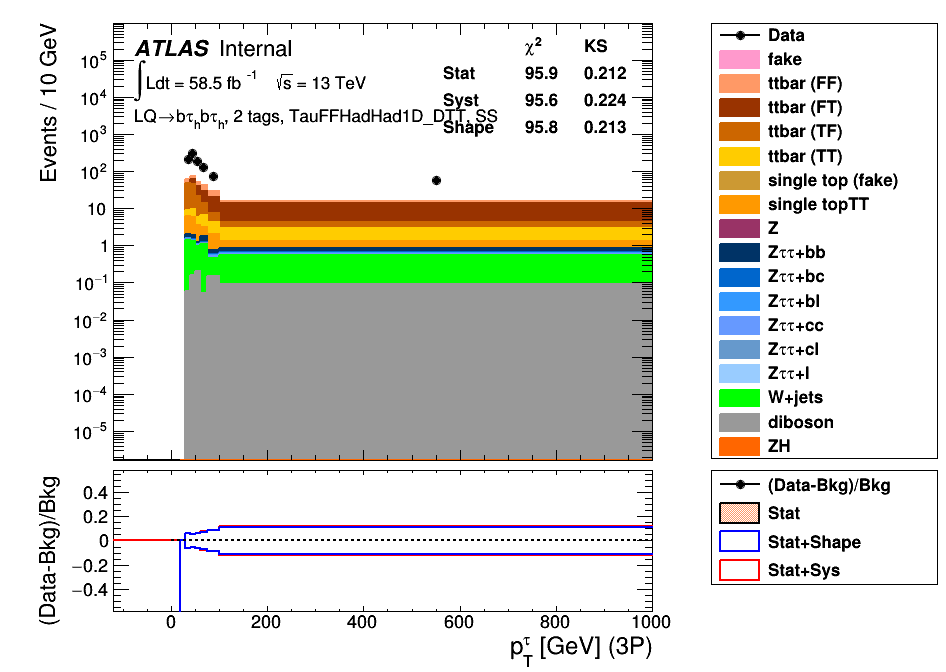 ATLAS Internal
∫Ldt = 58.5 fb⁻¹ √s = 13 TeV
LQ→bτₕbτₕ, 2 tags, TauFFHadHad1D_DTT, SS
χ² KS
Stat 95.9 0.212
Syst 95.6 0.224
Shape 95.8 0.213
Events / 10 GeV
10⁵
10⁴
10³
10²
10
1
10⁻¹
10⁻²
10⁻³
10⁻⁴
10⁻⁵
Data
fake
ttbar (FF)
ttbar (FT)
ttbar (TF)
ttbar (TT)
single top (fake)
single topTT
Z
Zττ+bb
Zττ+bc
Zττ+bl
Zττ+cc
Zττ+cl
Zττ+l
W+jets
diboson
ZH
(Data-Bkg)/Bkg
0.4
0.2
0
−0.2
−0.4
0 200 400 600 800 1000
p_T^τ [GeV] (3P)
(Data-Bkg)/Bkg
Stat
Stat+Shape
Stat+Sys